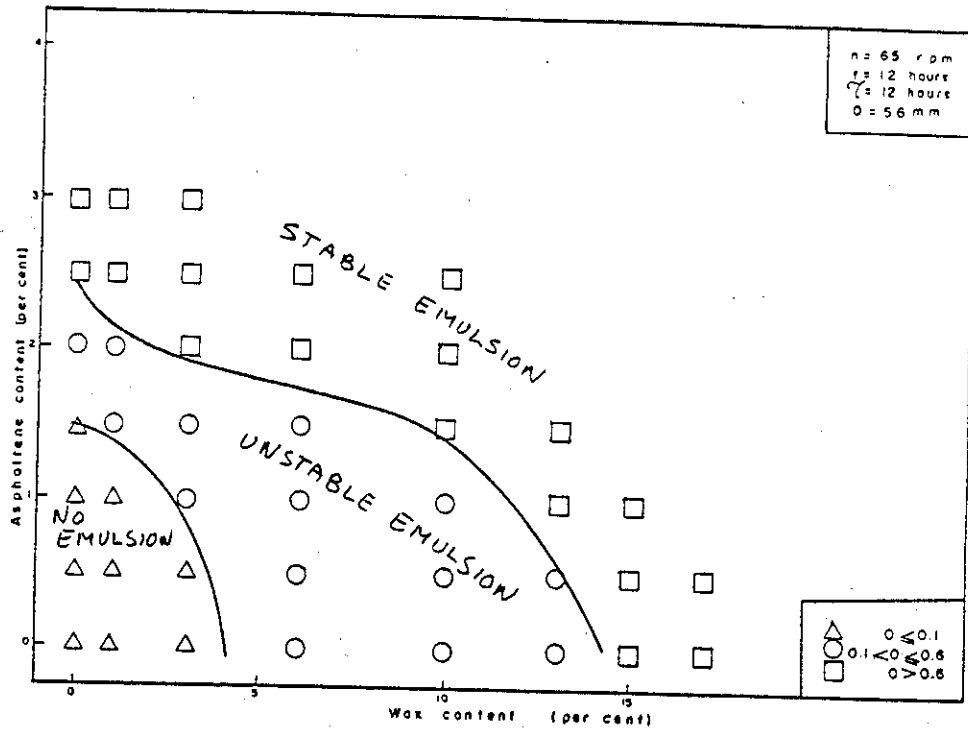 n = 65 rpm
t = 12 hours
τ = 12 hours
D = 56 mm
4
3
2
1
0
Asphaltene content (per cent)
STABLE EMULSION
UNSTABLE EMULSION
NO
EMULSION
0 ≤ 0.1
0.1 < 0 ≤ 0.6
0 > 0.6
0
5
10
15
Wax content (per cent)